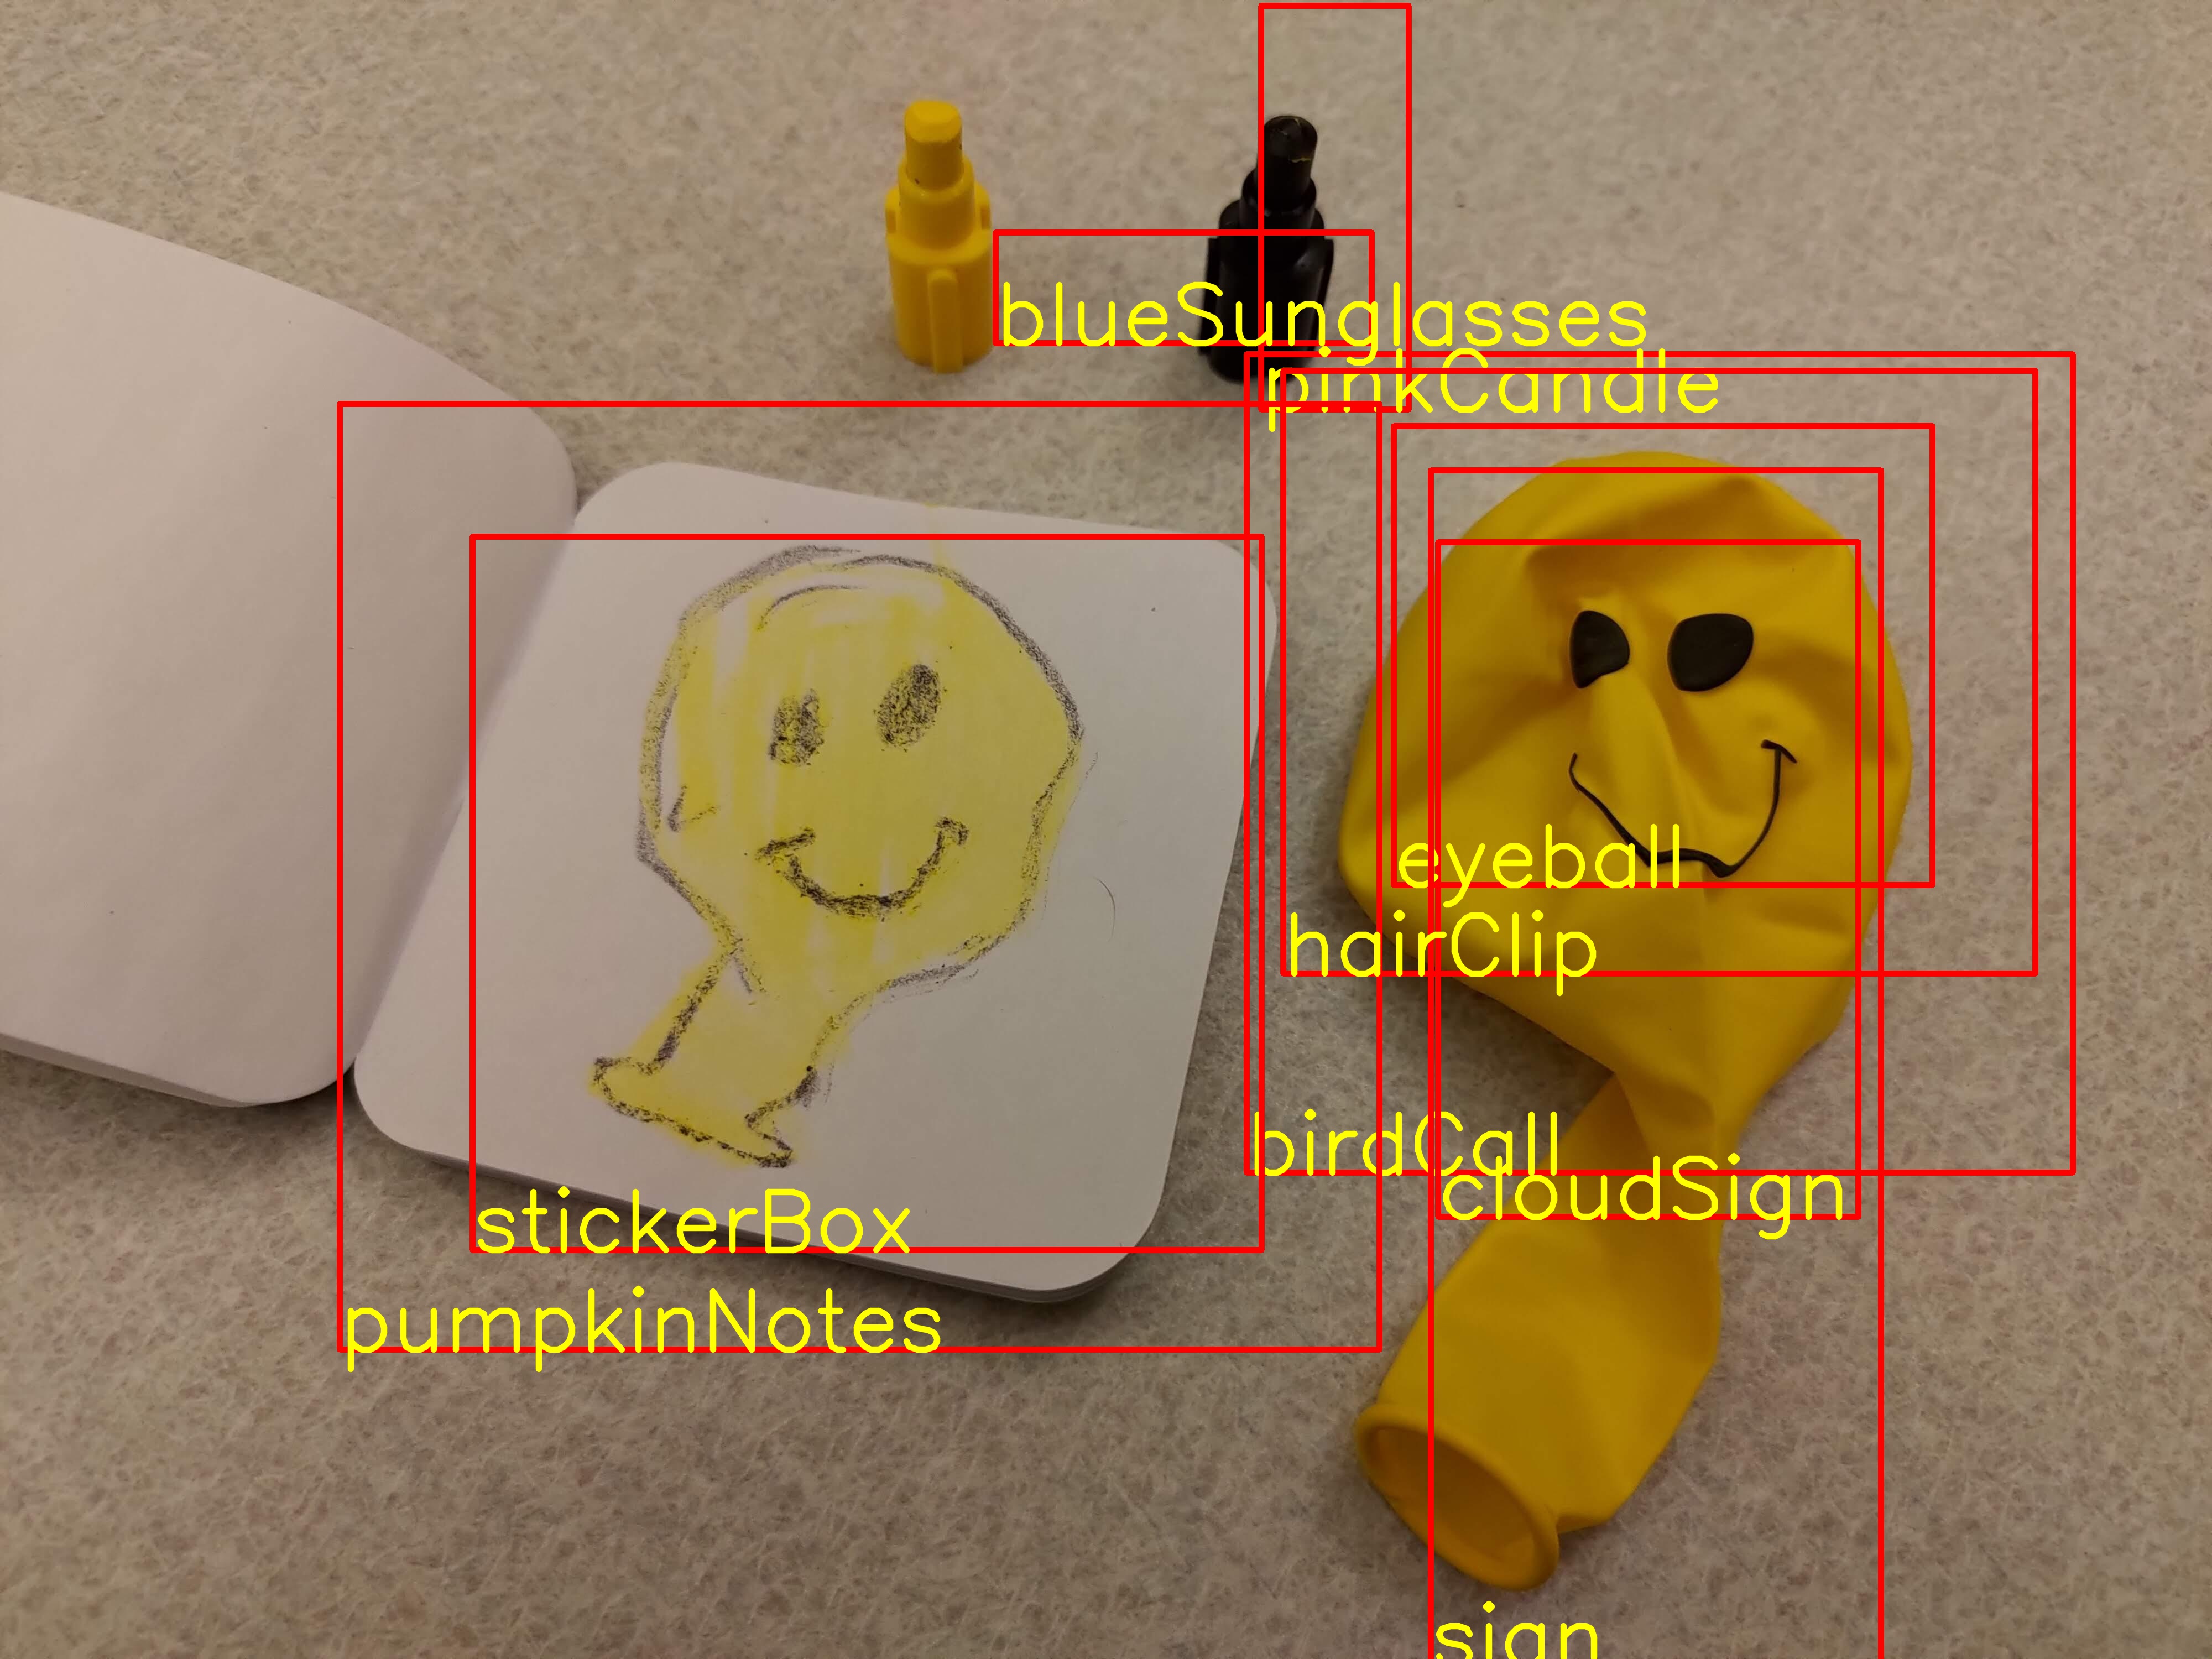 blueSunglasses
pinkCandle
eyeball
hairClip
birdCall
cloudSign
stickerBox
pumpkinNotes
sign